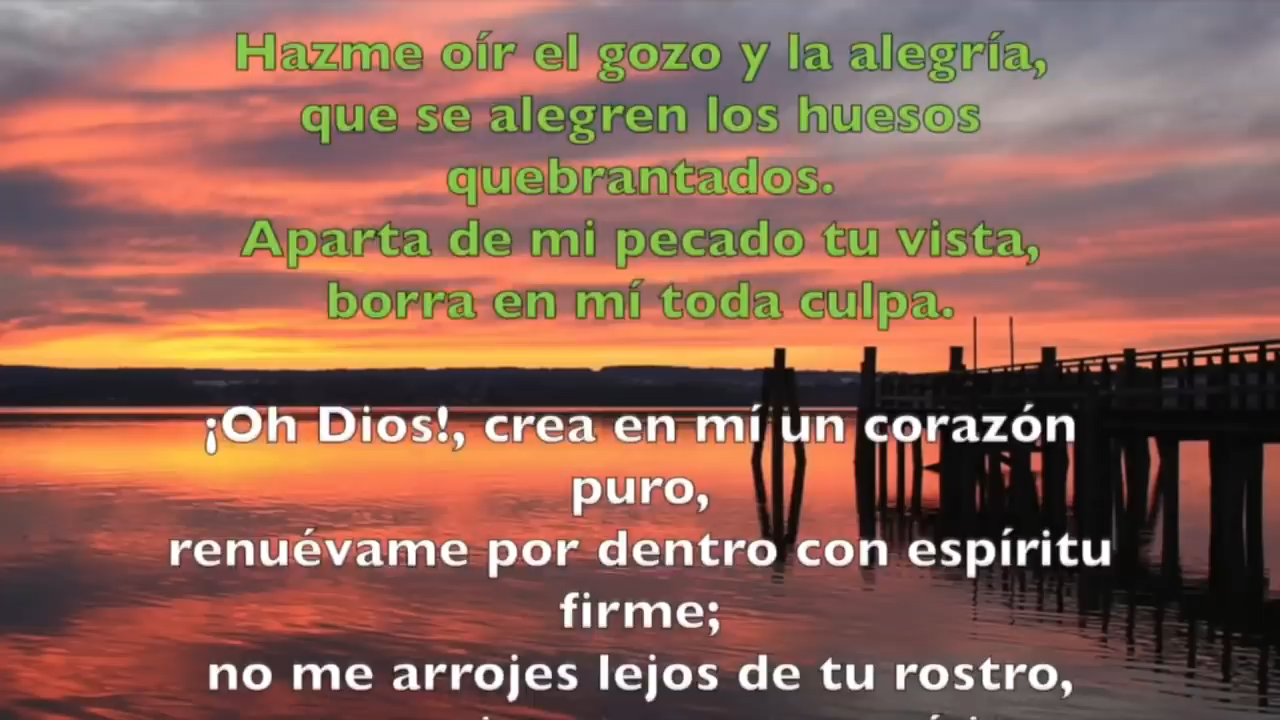 Hazme oír el gozo y la alegría,
que se alegren los huesos
quebrantados.
Aparta de mi pecado tu vista,
borra en mí toda culpa.
¡Oh Dios!, crea en mí un corazón
puro,
renuévame por dentro con espíritu
firme;
no me arrojes lejos de tu rostro,